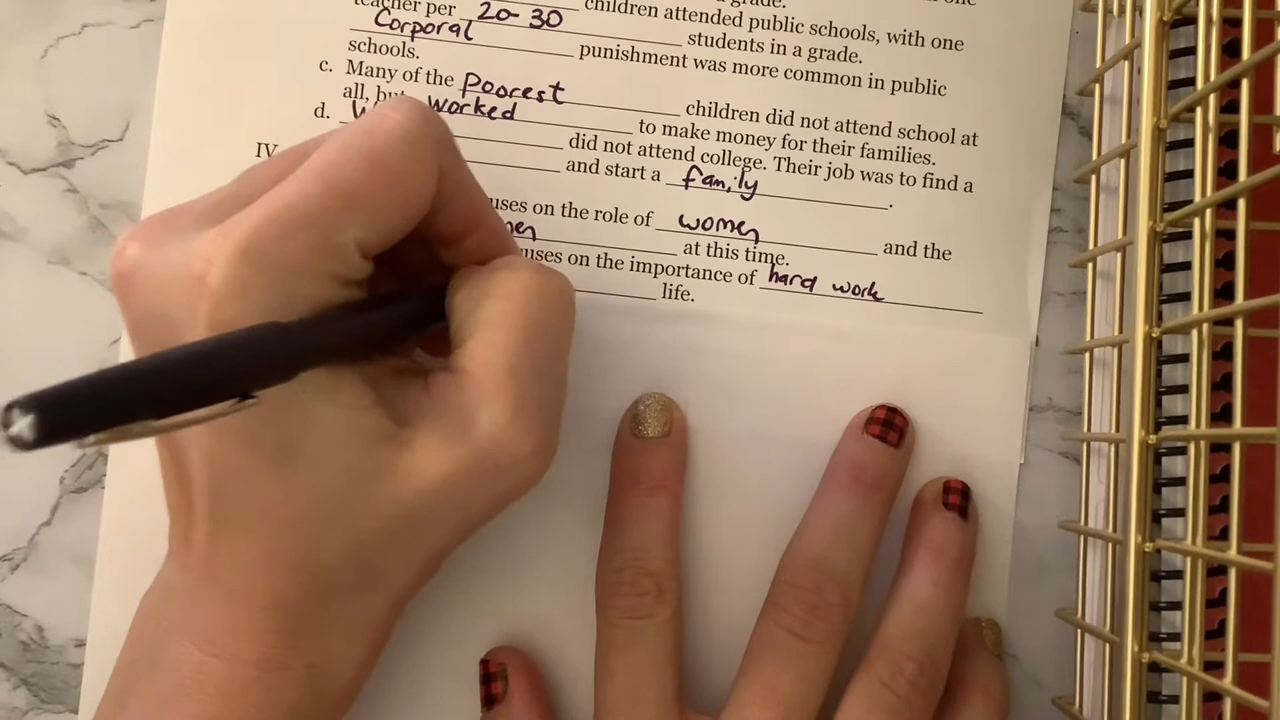 grade.
teacher per 20-30 children attended public schools, with one
Corporal students in a grade.
schools. punishment was more common in public
c. Many of the Poorest children did not attend school at
all, worked to make money for their families.
d. did not attend college. Their job was to find a
and start a family.
IV
on the role of women and the
at this time.
on the importance of hard work
life.